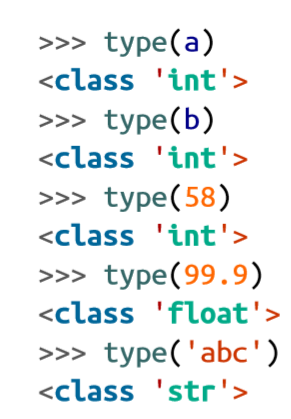 >>> type(a)
<class 'int'>
>>> type(b)
<class 'int'>
>>> type(58)
<class 'int'>
>>> type(99.9)
<class 'float'>
>>> type('abc')
<class 'str'>